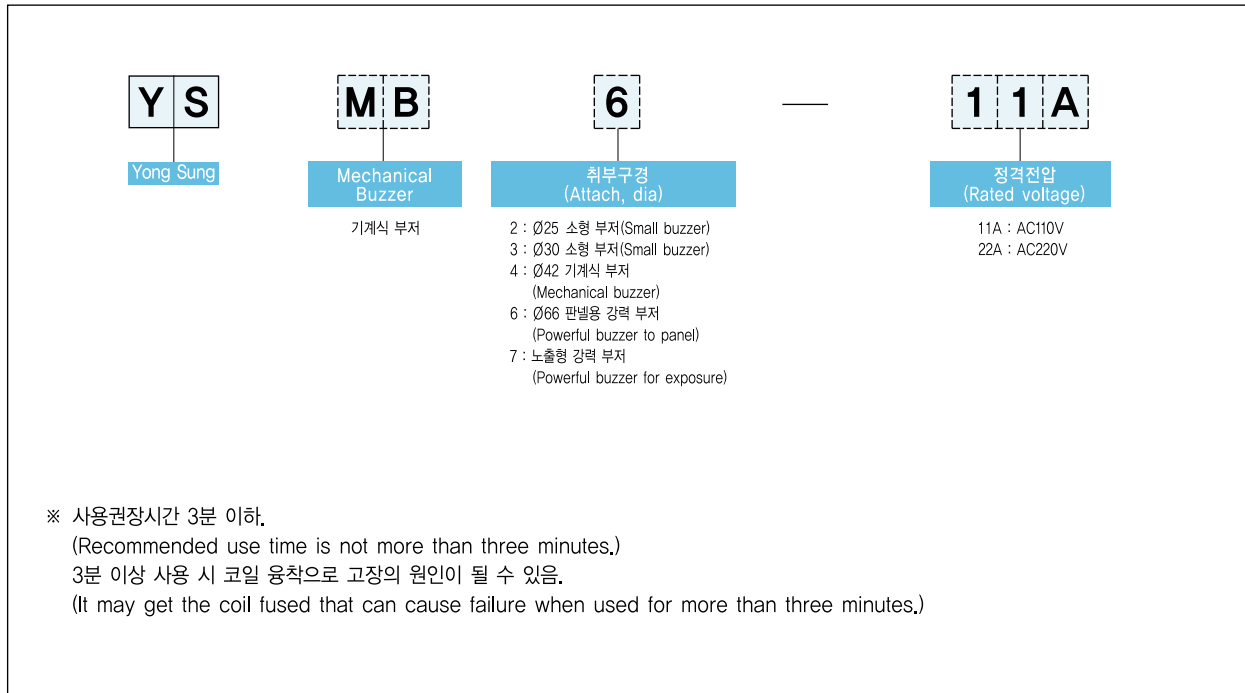 YS MB 6 — 11A
Yong Sung
Mechanical
Buzzer
기계식 부저
취부구경
(Attach, dia)
2 : Ø25 소형 부저(Small buzzer)
3 : Ø30 소형 부저(Small buzzer)
4 : Ø42 기계식 부저
(Mechanical buzzer)
6 : Ø66 판넬용 강력 부저
(Powerful buzzer to panel)
7 : 노출형 강력 부저
(Powerful buzzer for exposure)
정격전압
(Rated voltage)
11A : AC110V
22A : AC220V
※ 사용권장시간 3분 이하.
(Recommended use time is not more than three minutes.)
3분 이상 사용 시 코일 융착으로 고장의 원인이 될 수 있음.
(It may get the coil fused that can cause failure when used for more than three minutes.)